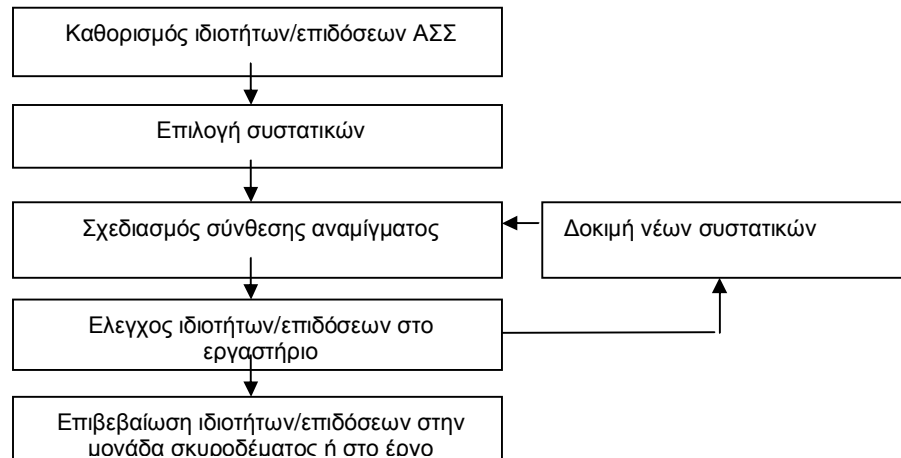 Καθορισμός ιδιοτήτων/επιδόσεων ΑΣΣ
Επιλογή συστατικών
Σχεδιασμός σύνθεσης αναμίγματος
Δοκιμή νέων συστατικών
Ελεγχος ιδιοτήτων/επιδόσεων στο
εργαστήριο
Επιβεβαίωση ιδιοτήτων/επιδόσεων στην
μονάδα σκυροδέματος ή στο έργο